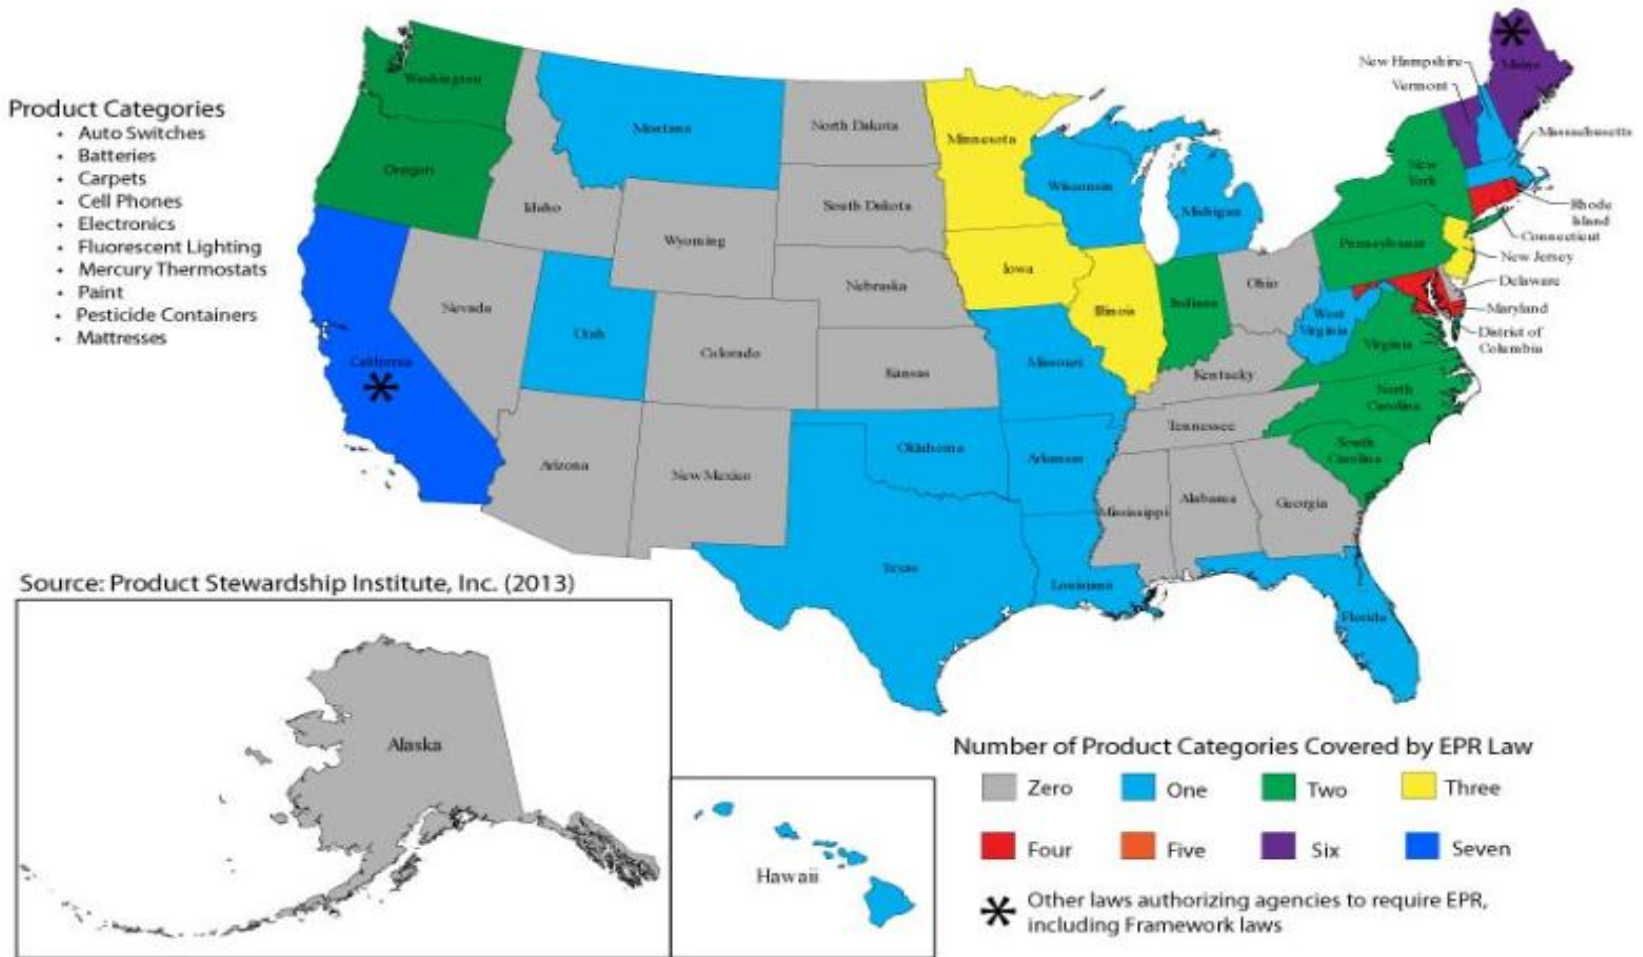 Product Categories
• Auto Switches
• Batteries
• Carpets
• Cell Phones
• Electronics
• Fluorescent Lighting
• Mercury Thermostats
• Paint
• Pesticide Containers
• Mattresses
Washington
Oregon
California
*
Idaho
Nevada
Montana
Wyoming
Utah
Colorado
Arizona
New Mexico
North Dakota
South Dakota
Nebraska
Kansas
Oklahoma
Texas
Minnesota
Iowa
Missouri
Arkansas
Louisiana
Wisconsin
Illinois
Michigan
Indiana
Ohio
Kentucky
Tennessee
Mississippi
Alabama
Georgia
Florida
South
Carolina
North
Carolina
Virginia
West
Virginia
Pennsylvania
New
York
*
Maine
New Hampshire
Vermont
Massachusetts
Rhode
Island
Connecticut
New Jersey
Delaware
Maryland
District of
Columbia
Source: Product Stewardship Institute, Inc. (2013)
Alaska
Hawaii
Number of Product Categories Covered by EPR Law
Zero One Two Three
Four Five Six Seven
* Other laws authorizing agencies to require EPR,
including Framework laws